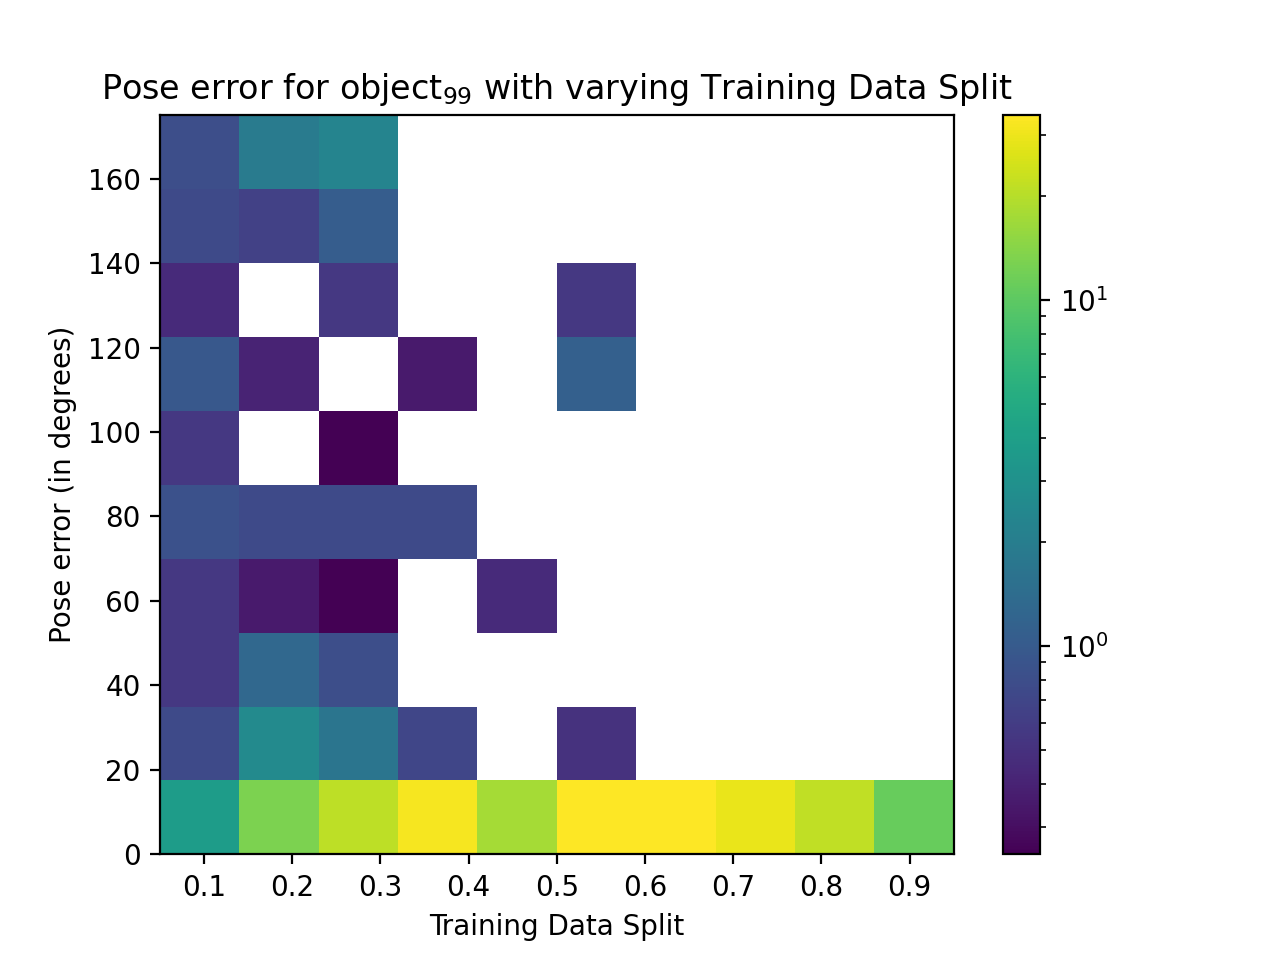 Pose error for object₉₉ with varying Training Data Split
160
140
120
100
80
60
40
20
0
Pose error (in degrees)
0.1 0.2 0.3 0.4 0.5 0.6 0.7 0.8 0.9
Training Data Split
10¹
10⁰